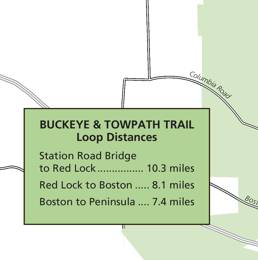 Columbia Road
BUCKEYE & TOWPATH TRAIL
Loop Distances
Station Road Bridge
to Red Lock................ 10.3 miles
Red Lock to Boston ..... 8.1 miles
Boston to Peninsula .... 7.4 miles